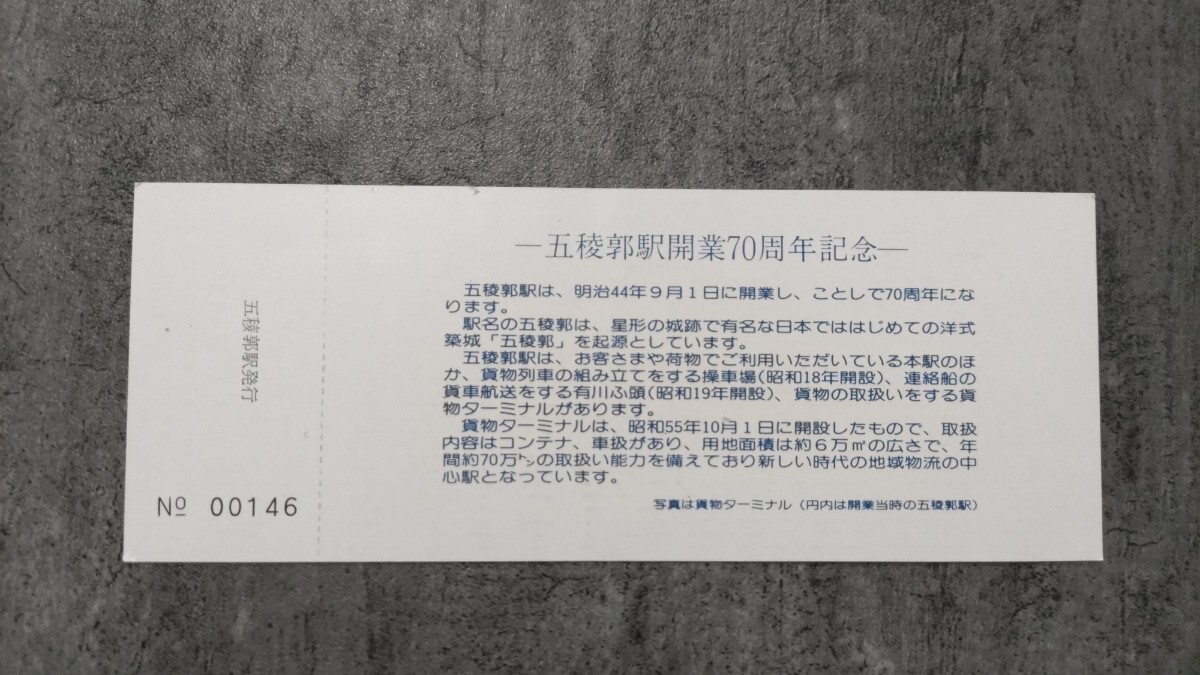 ―五稜郭駅開業70周年記念―
五稜郭駅は、明治44年9月1日に開業し、ことしで70周年にな
ります。
駅名の五稜郭は、星形の城跡で有名な日本でははじめての洋式
築城「五稜郭」を起源としています。
五稜郭駅は、お客さまや荷物でご利用いただいている本駅のほ
か、貨物列車の組み立てをする操車場(昭和18年開設)、連絡船の
貨車航送をする有川ふ頭(昭和19年開設)、貨物の取扱いをする貨
物ターミナルがあります。
貨物ターミナルは、昭和55年10月1日に開設したもので、取扱
内容はコンテナ、車扱があり、用地面積は約6万㎡の広さで、年
間約70万㌧の取扱い能力を備えており新しい時代の地域物流の中
心駅となっています。
写真は貨物ターミナル(円内は開業当時の五稜郭駅)
五稜郭駅発行
№ 00146